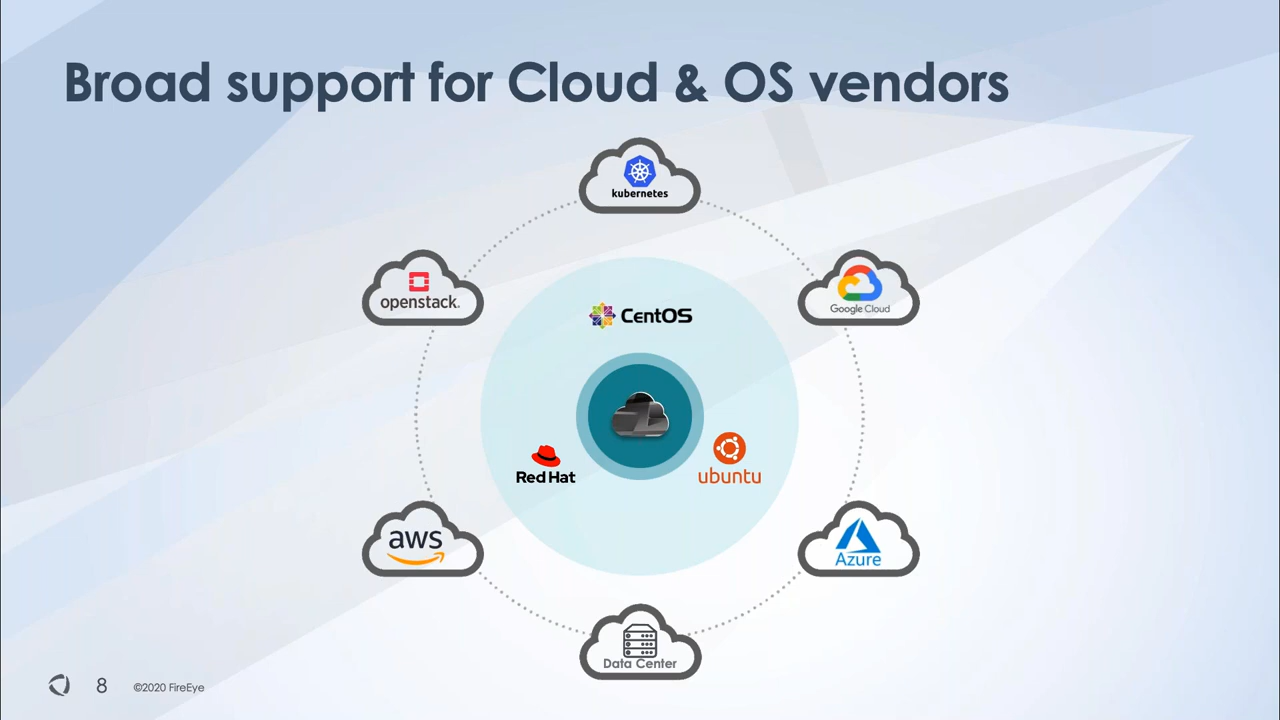 Broad support for Cloud & OS vendors
kubernetes
openstack.
Google Cloud
CentOS
Red Hat
ubuntu
aws
Azure
Data Center
8
©2020 FireEye